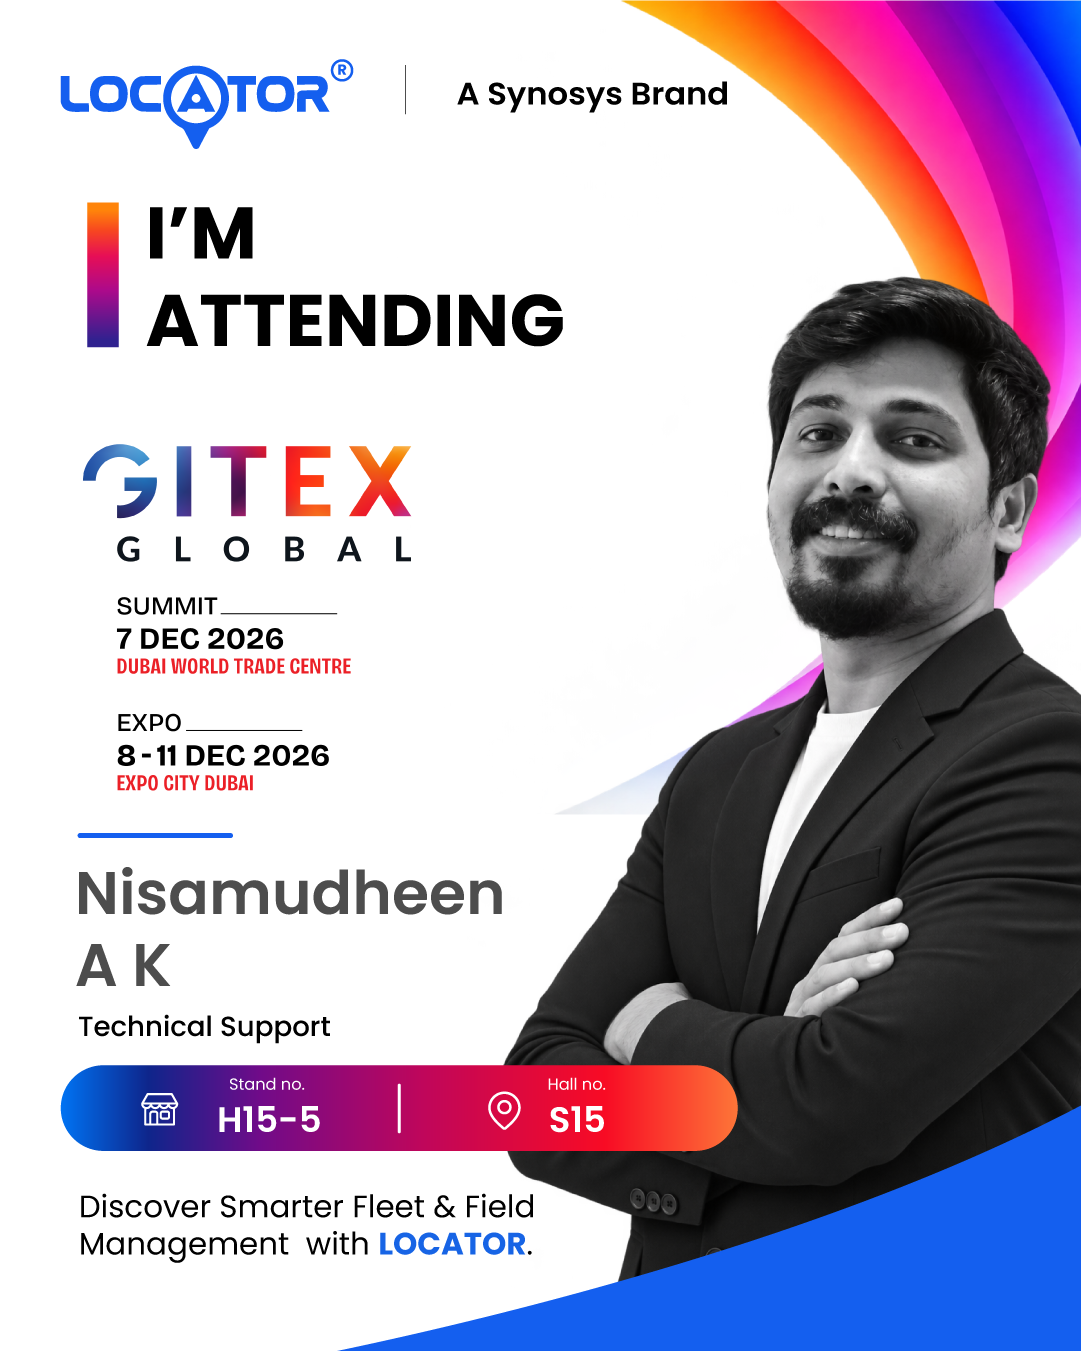 LOCATOR®
A Synosys Brand
I'M
ATTENDING
GITEX
GLOBAL
SUMMIT
7 DEC 2026
DUBAI WORLD TRADE CENTRE
EXPO
8-11 DEC 2026
EXPO CITY DUBAI
Nisamudheen
A K
Technical Support
Stand no.
H15-5
Hall no.
S15
Discover Smarter Fleet & Field
Management with LOCATOR.